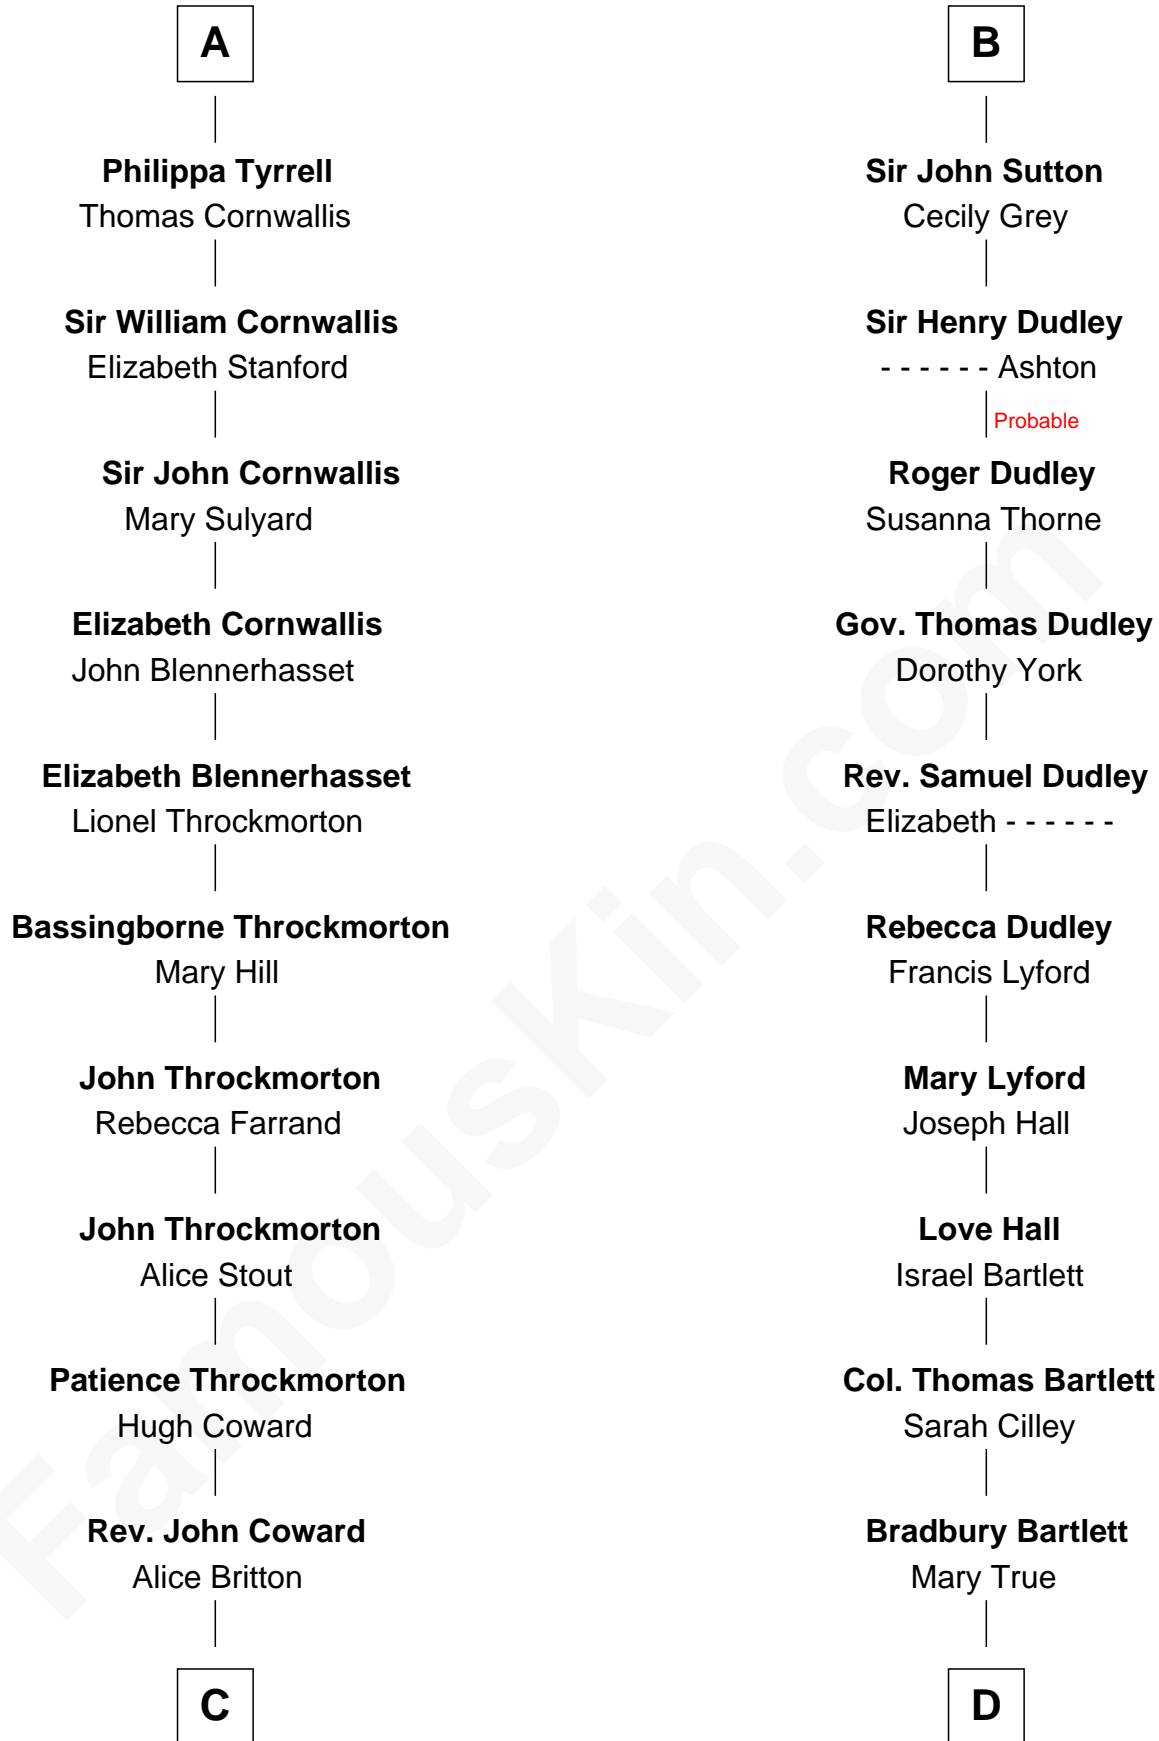 A
Philippa Tyrrell
Thomas Cornwallis
Sir William Cornwallis
Elizabeth Stanford
Sir John Cornwallis
Mary Sulyard
Elizabeth Cornwallis
John Blennerhasset
Elizabeth Blennerhasset
Lionel Throckmorton
Bassingborne Throckmorton
Mary Hill
John Throckmorton
Rebecca Farrand
John Throckmorton
Alice Stout
Patience Throckmorton
Hugh Coward
Rev. John Coward
Alice Britton
C
B
Sir John Sutton
Cecily Grey
Sir Henry Dudley
- - - - - - Ashton
Probable
Roger Dudley
Susanna Thorne
Gov. Thomas Dudley
Dorothy York
Rev. Samuel Dudley
Elizabeth - - - - - -
Rebecca Dudley
Francis Lyford
Mary Lyford
Joseph Hall
Love Hall
Israel Bartlett
Col. Thomas Bartlett
Sarah Cilley
Bradbury Bartlett
Mary True
D
FamousKin.com